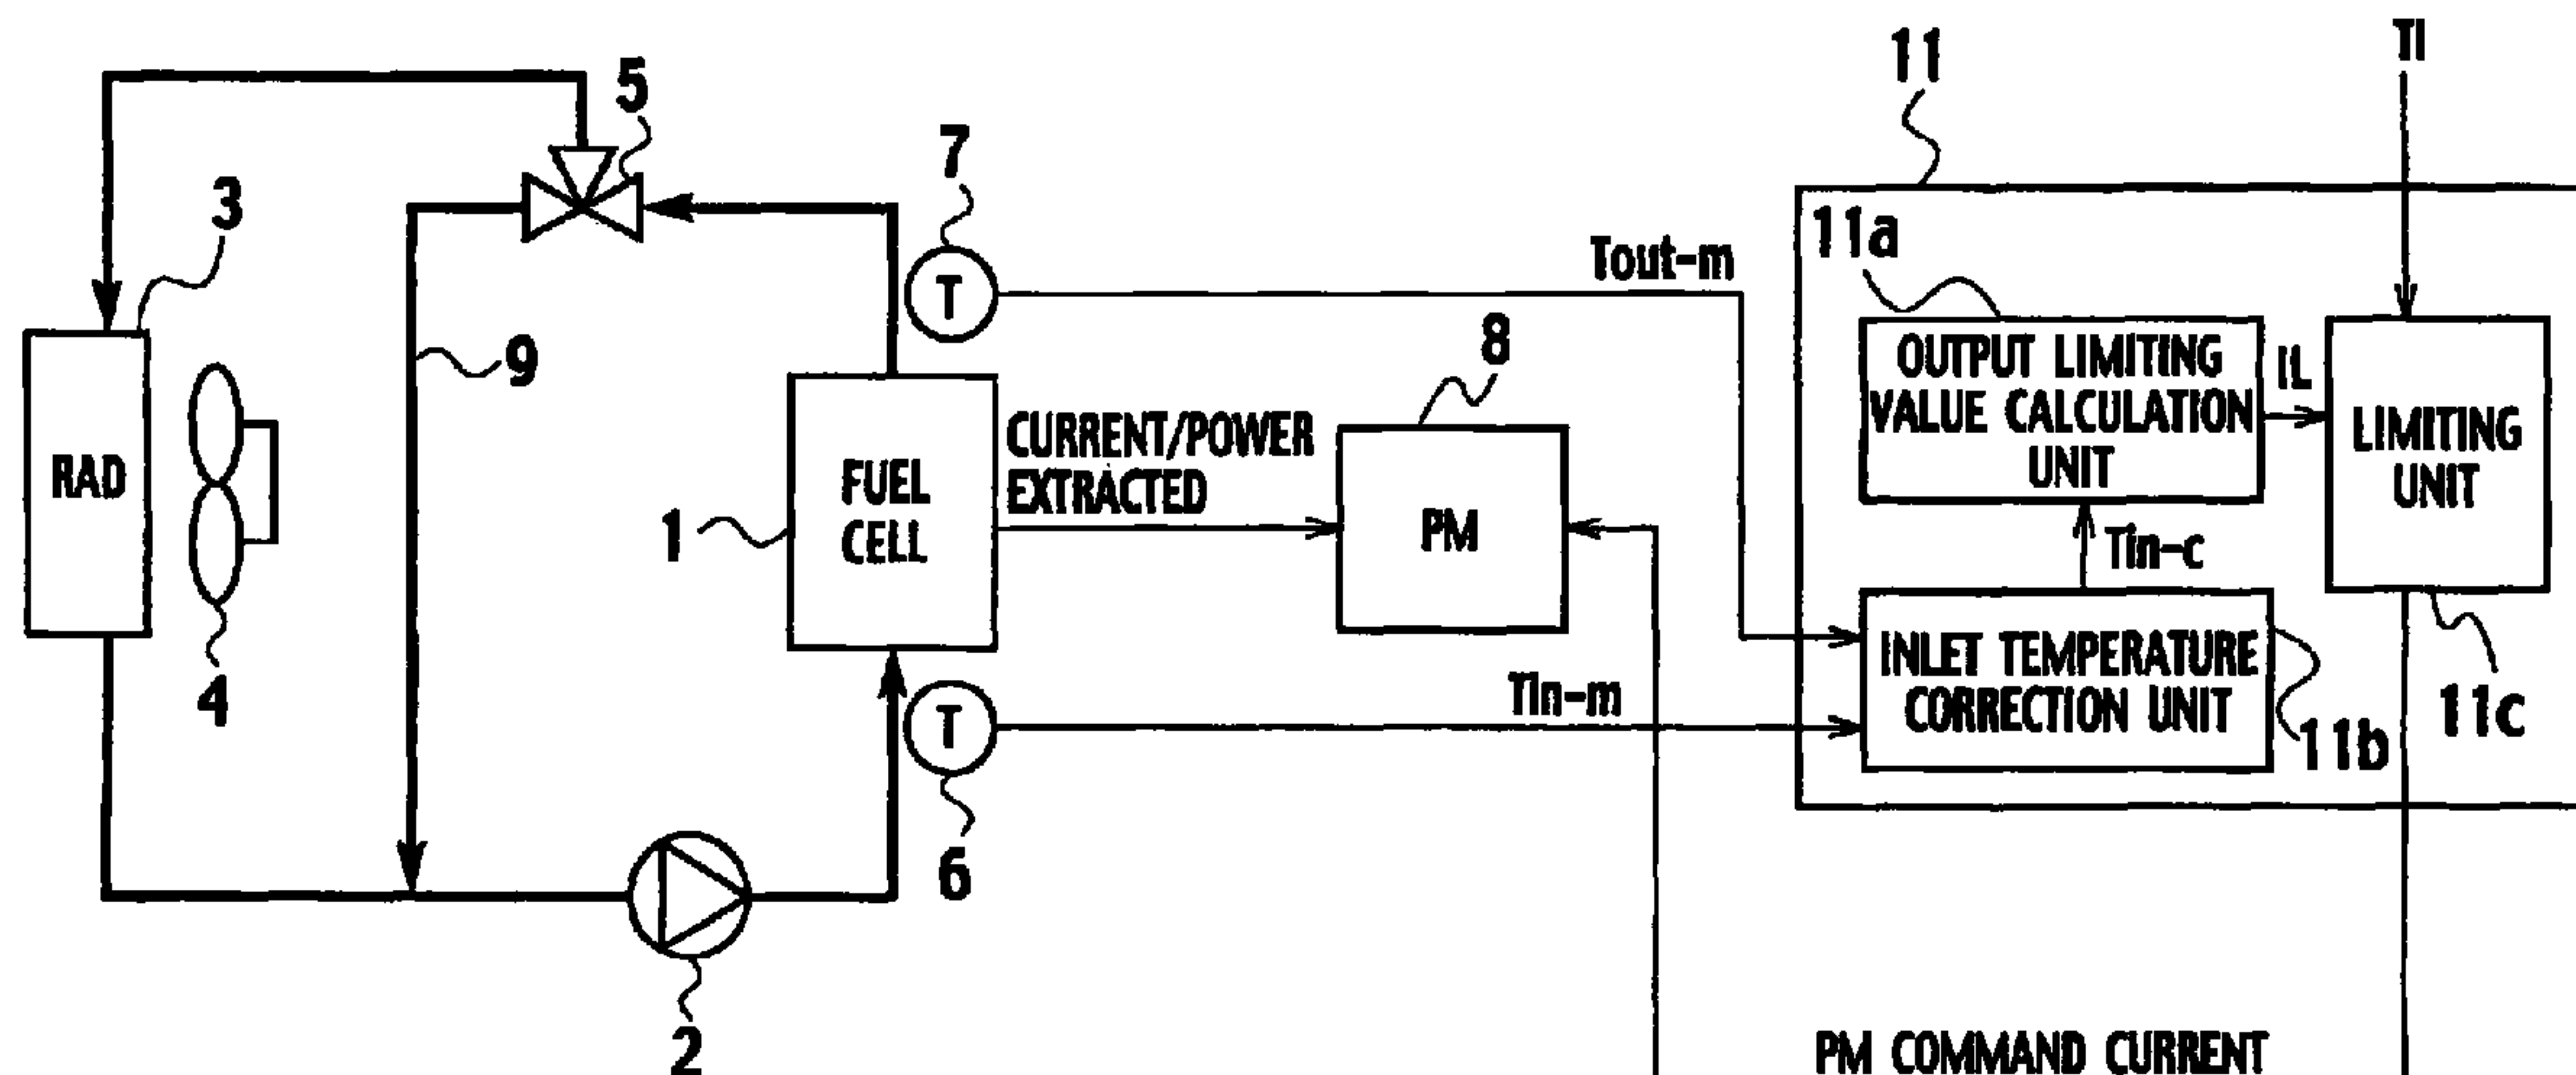 11
TI
5
7
3
11a
Tout-m
8
9
OUTPUT LIMITING
VALUE CALCULATION
UNIT
IL
LIMITING
UNIT
RAD
FUEL
CELL
CURRENT/POWER
EXTRACTED
1
PM
Tin-c
4
Tin-m
INLET TEMPERATURE
CORRECTION UNIT
11b
11c
6
2
PM COMMAND CURRENT
T
T